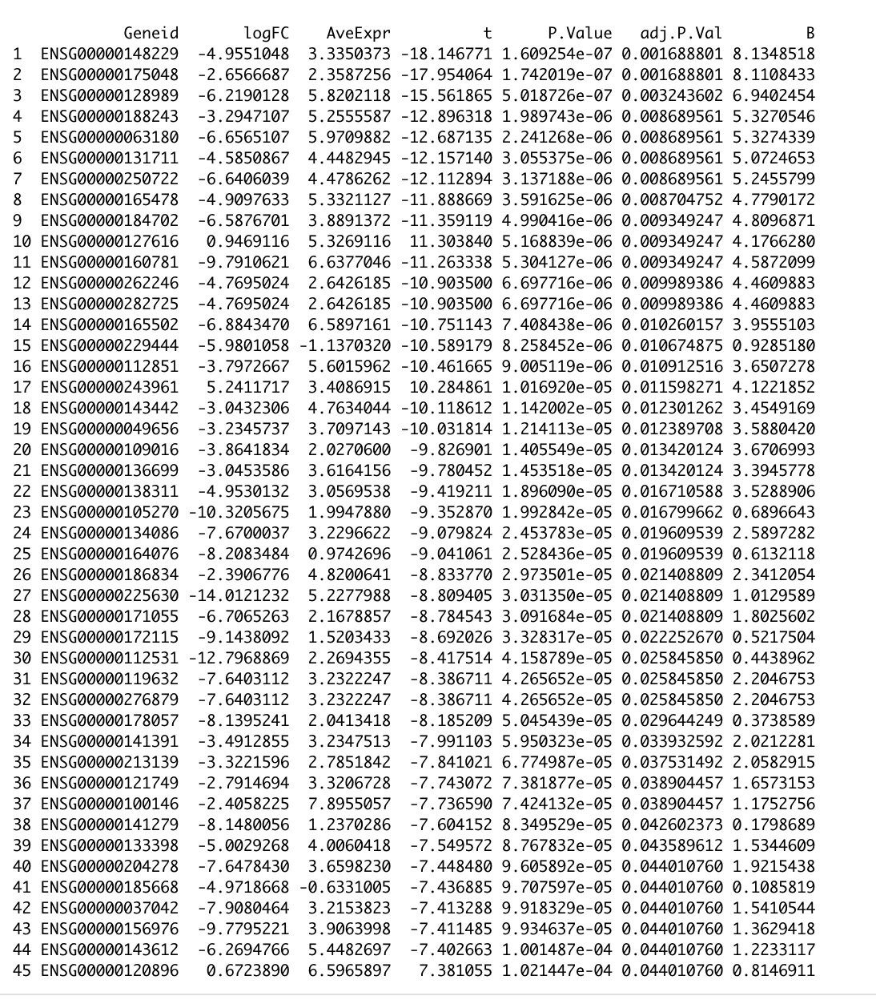 Geneid logFC AveExpr t P.Value adj.P.Val B
1 ENSG00000148229 -4.9551048 3.3350373 -18.146771 1.609254e-07 0.001688801 8.1348518
2 ENSG00000175048 -2.6566687 2.3587256 -17.954064 1.742019e-07 0.001688801 8.1108433
3 ENSG00000128989 -6.2190128 5.8202118 -15.561865 5.018726e-07 0.003243602 6.9402454
4 ENSG00000188243 -3.2947107 5.2555587 -12.896318 1.989743e-06 0.008689561 5.3270546
5 ENSG00000063180 -6.6565107 5.9709882 -12.687135 2.241268e-06 0.008689561 5.3274339
6 ENSG00000131711 -4.5850867 4.4482945 -12.157140 3.055375e-06 0.008689561 5.0724653
7 ENSG00000250722 -6.6406039 4.4786262 -12.112894 3.137188e-06 0.008689561 5.2455799
8 ENSG00000165478 -4.9097633 5.3321127 -11.888669 3.591625e-06 0.008704752 4.7790172
9 ENSG00000184702 -6.5876701 3.8891372 -11.359119 4.990416e-06 0.009349247 4.8096871
10 ENSG00000127616 0.9469116 5.3269116 11.303840 5.168839e-06 0.009349247 4.1766280
11 ENSG00000160781 -9.7910621 6.6377046 -11.263338 5.304127e-06 0.009349247 4.5872099
12 ENSG00000262246 -4.7695024 2.6426185 -10.903500 6.697716e-06 0.009989386 4.4609883
13 ENSG00000282725 -4.7695024 2.6426185 -10.903500 6.697716e-06 0.009989386 4.4609883
14 ENSG00000165502 -6.8843470 6.5897161 -10.751143 7.408438e-06 0.010260157 3.9555103
15 ENSG00000229444 -5.9801058 -1.1370320 -10.589179 8.258452e-06 0.010674875 0.9285180
16 ENSG00000112851 -3.7972667 5.6015962 -10.461665 9.005119e-06 0.010912516 3.6507278
17 ENSG00000243961 5.2411717 3.4086915 10.284861 1.016920e-05 0.011598271 4.1221852
18 ENSG00000143442 -3.0432306 4.7634044 -10.118612 1.142002e-05 0.012301262 3.4549169
19 ENSG00000049656 -3.2345737 3.7097143 -10.031814 1.214113e-05 0.012389708 3.5880420
20 ENSG00000109016 -3.8641834 2.0270600 -9.826901 1.405549e-05 0.013420124 3.6706993
21 ENSG00000136699 -3.0453586 3.6164156 -9.780452 1.453518e-05 0.013420124 3.3945778
22 ENSG00000138311 -4.9530132 3.0569538 -9.419211 1.896090e-05 0.016710588 3.5288906
23 ENSG00000105270 -10.3205675 1.9947880 -9.352870 1.992842e-05 0.016799662 0.6896643
24 ENSG00000134086 -7.6700037 3.2296622 -9.079824 2.453783e-05 0.019609539 2.5897282
25 ENSG00000164076 -8.2083484 0.9742696 -9.041061 2.528436e-05 0.019609539 0.6132118
26 ENSG00000186834 -2.3906776 4.8200641 -8.833770 2.973501e-05 0.021408809 2.3412054
27 ENSG00000225630 -14.0121232 5.2277988 -8.809405 3.031350e-05 0.021408809 1.0129589
28 ENSG00000171055 -6.7065263 2.1678857 -8.784543 3.091684e-05 0.021408809 1.8025602
29 ENSG00000172115 -9.1438092 1.5203433 -8.692026 3.328317e-05 0.022252670 0.5217504
30 ENSG00000112531 -12.7968869 2.2694355 -8.417514 4.158789e-05 0.025845850 0.4438962
31 ENSG00000119632 -7.6403112 3.2322247 -8.386711 4.265652e-05 0.025845850 2.2046753
32 ENSG00000276879 -7.6403112 3.2322247 -8.386711 4.265652e-05 0.025845850 2.2046753
33 ENSG00000178057 -8.1395241 2.0413418 -8.185209 5.045439e-05 0.029644249 0.3738589
34 ENSG00000141391 -3.4912855 3.2347513 -7.991103 5.950323e-05 0.033932592 2.0212281
35 ENSG00000213139 -3.3221596 2.7851842 -7.841021 6.774987e-05 0.037531492 2.0582915
36 ENSG00000121749 -2.7914694 3.3206728 -7.743072 7.381877e-05 0.038904457 1.6573153
37 ENSG00000100146 -2.4058225 7.8955057 -7.736590 7.424132e-05 0.038904457 1.1752756
38 ENSG00000141279 -8.1480056 1.2370286 -7.604152 8.349529e-05 0.042602373 0.1798689
39 ENSG00000133398 -5.0029268 4.0060418 -7.549572 8.767832e-05 0.043589612 1.5344609
40 ENSG00000204278 -7.6478430 3.6598230 -7.448480 9.605892e-05 0.044010760 1.9215438
41 ENSG00000185668 -4.9718668 -0.6331005 -7.436885 9.707597e-05 0.044010760 0.1085819
42 ENSG00000037042 -7.9080464 3.2153823 -7.413288 9.918329e-05 0.044010760 1.5410544
43 ENSG00000156976 -9.7795221 3.9063998 -7.411485 9.934637e-05 0.044010760 1.3629418
44 ENSG00000143612 -6.2694766 5.4482697 -7.402663 1.001487e-04 0.044010760 1.2233117
45 ENSG00000120896 0.6723890 6.5965897 7.381055 1.021447e-04 0.044010760 0.8146911